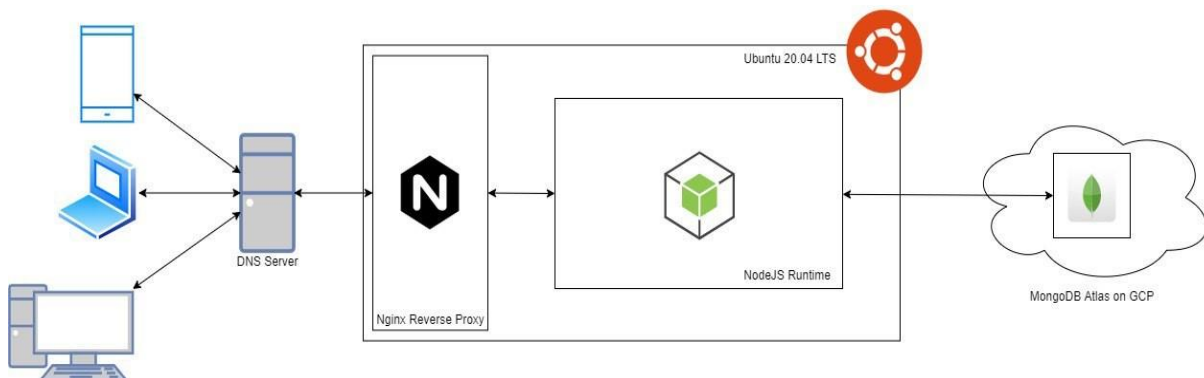 Ubuntu 20.04 LTS
N
DNS Server
NodeJS Runtime
Nginx Reverse Proxy
MongoDB Atlas on GCP